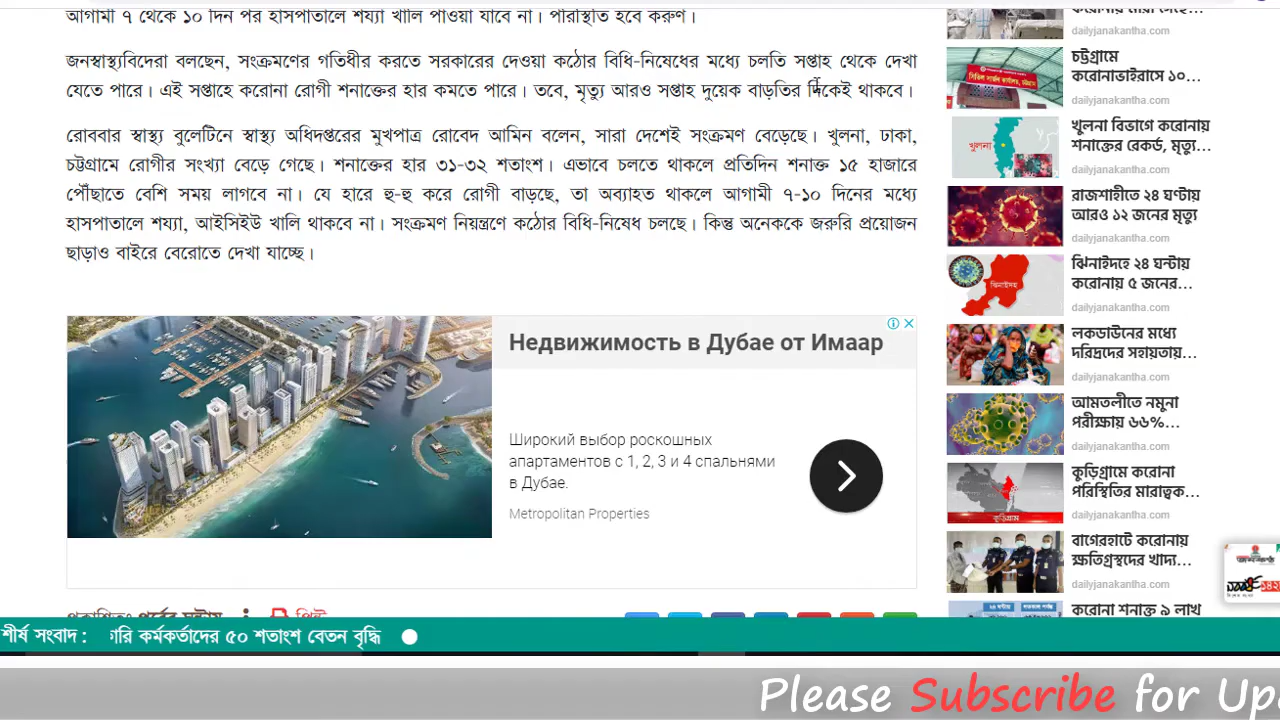 আগামী ৭ থেকে ১০ দিন পর হাসপাতালে শয্যা খালি পাওয়া যাবে না। পরিস্থিতি হবে করুণ।
জনস্বাস্থ্যবিদেরা বলছেন, সংক্রমনের গতিধীর করতে সরকারের দেওয়া কঠোর বিধি-নিষেধের মধ্যে চলতি সপ্তাহ থেকে দেখা
যেতে পারে। এই সপ্তাহে করোনা রোগী শনাক্তের হার কমতে পারে। তবে, মৃত্যু আরও সপ্তাহ দুয়েক বাড়তির দিকেই থাকবে।
রোববার স্বাস্থ্য বুলেটিনে স্বাস্থ্য অধিদপ্তরের মুখপাত্র রোবেদ আমিন বলেন, সারা দেশেই সংক্রমণ বেড়েছে। খুলনা, ঢাকা,
চট্টগ্রামে রোগীর সংখ্যা বেড়ে গেছে। শনাক্তের হার ৩১-৩২ শতাংশ। এভাবে চলতে থাকলে প্রতিদিন শনাক্ত ১৫ হাজারে
পৌঁছাতে বেশি সময় লাগবে না। যে প্রকার হু-হু করে রোগী বাড়ছে, তা অব্যাহত থাকলে আগামী ৭-১০ দিনের মধ্যে
হাসপাতালে শয্যা, আইসিইউ খালি থাকবে না। সংক্রমণ নিয়ন্ত্রণে কঠোর বিধি-নিষেধ চলছে। কিন্তু অনেককে জরুরি প্রয়োজন
ছাড়াও বাইরে বেরোতে দেখা যাচ্ছে।
Недвижимость в Дубае от Имаар
Широкий выбор роскошных
апартаментов с 1, 2, 3 и 4 спальнями
в Дубае.
Metropolitan Properties
dailyjanakantha.com
চট্টগ্রামে
করোনাভাইরাসে ১০...
dailyjanakantha.com
খুলনা বিভাগে করোনায়
শনাক্তের রেকর্ড, মৃত্যু...
খুলনা
dailyjanakantha.com
রাজশাহীতে ২৪ ঘণ্টায়
আরও ১২ জনের মৃত্যু
dailyjanakantha.com
ঝিনাইদহে ২৪ ঘন্টায়
করোনায় ৫ জনের...
ঝিনাইদহ
dailyjanakantha.com
লকডাউনের মধ্যে
দরিদ্রদের সহায়তায়...
dailyjanakantha.com
আমতলীতে নমুনা
পরীক্ষায় ৬৬%...
dailyjanakantha.com
কুড়িগ্রামে করোনা
পরিস্থিতির মারাত্বক...
কুড়িগ্রাম
dailyjanakantha.com
বাগেরহাটে করোনায়
ক্ষতিগ্রস্থদের খাদ্য...
dailyjanakantha.com
করোনা শনাক্ত ৯ লাখ
শীর্ষ সংবাদ : গরি কর্মকর্তাদের ৫০ শতাংশ বেতন বৃদ্ধি
Please Subscribe for Up